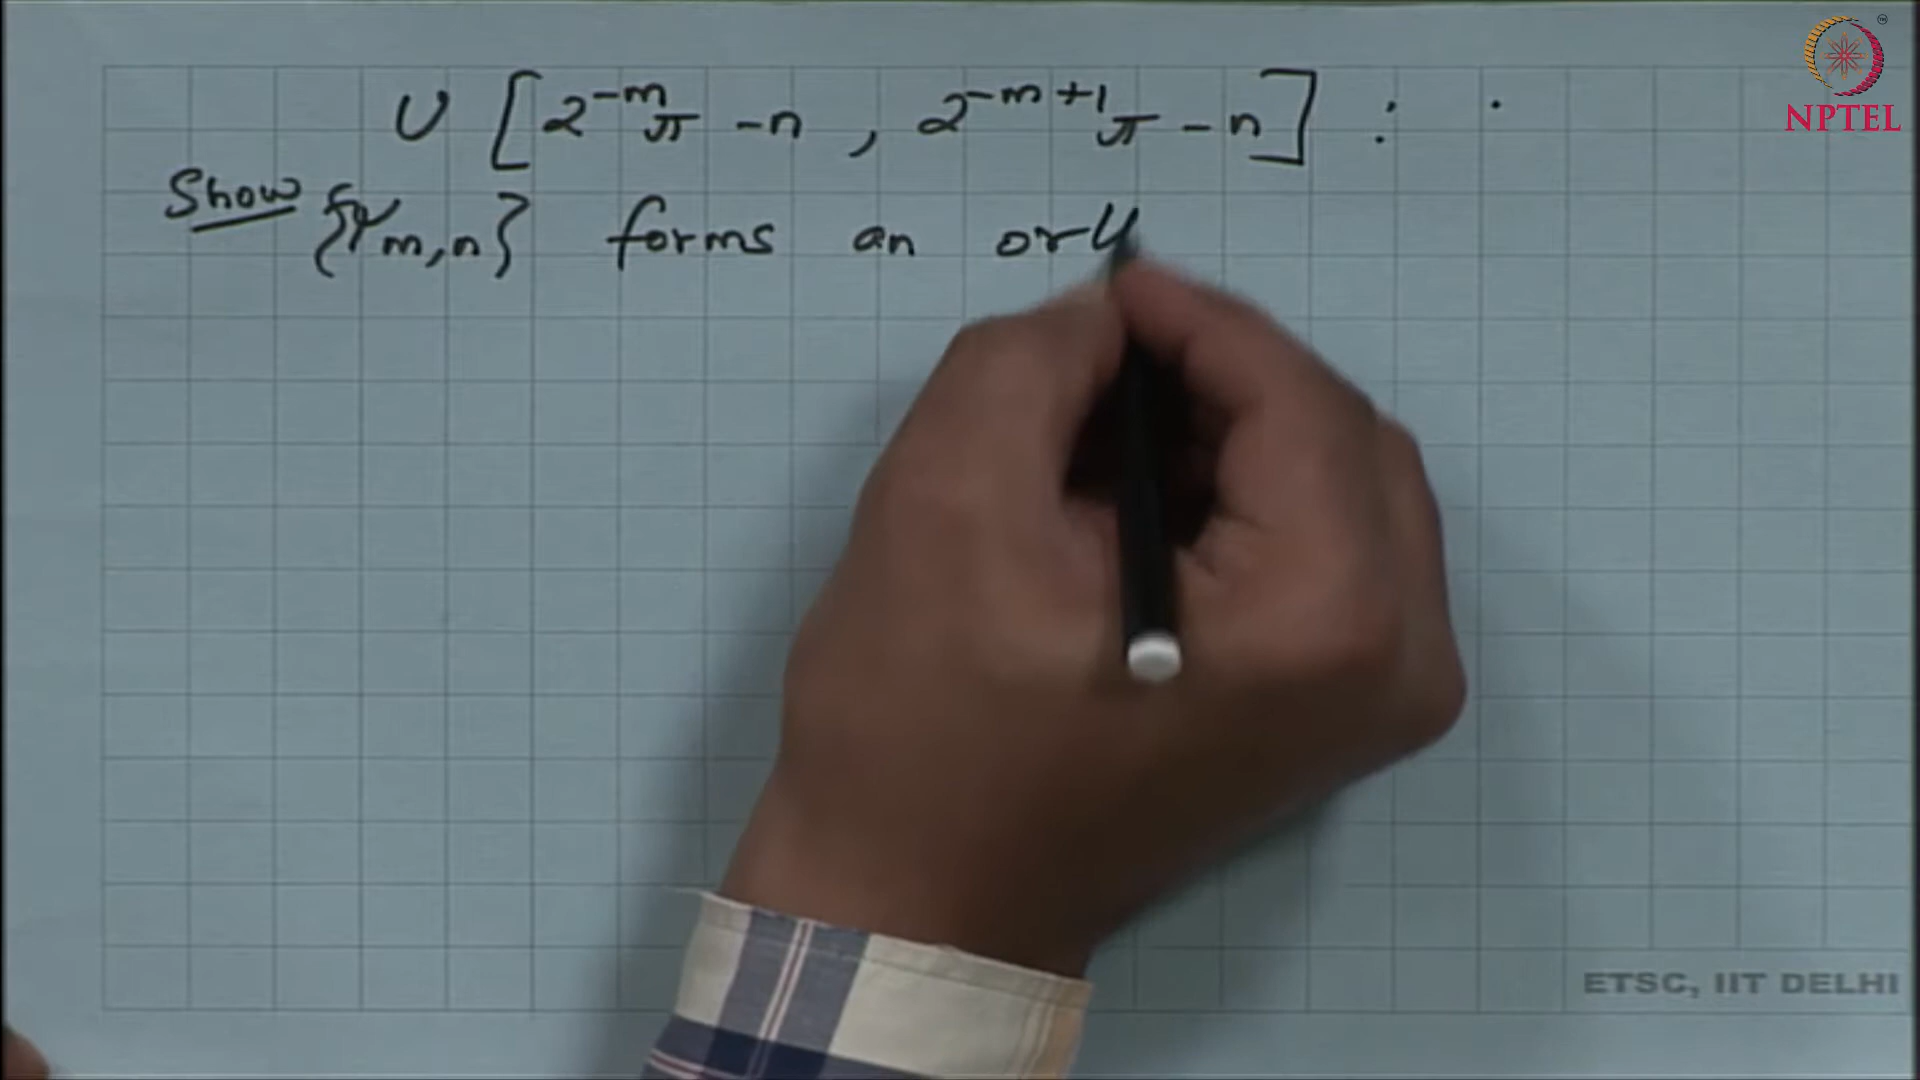 ∪ [2^{-m}π - n , 2^{-m+1}π - n] : .
Show {ψ_{m,n}} forms an orth
NPTEL
ETSC, IIT DELHI